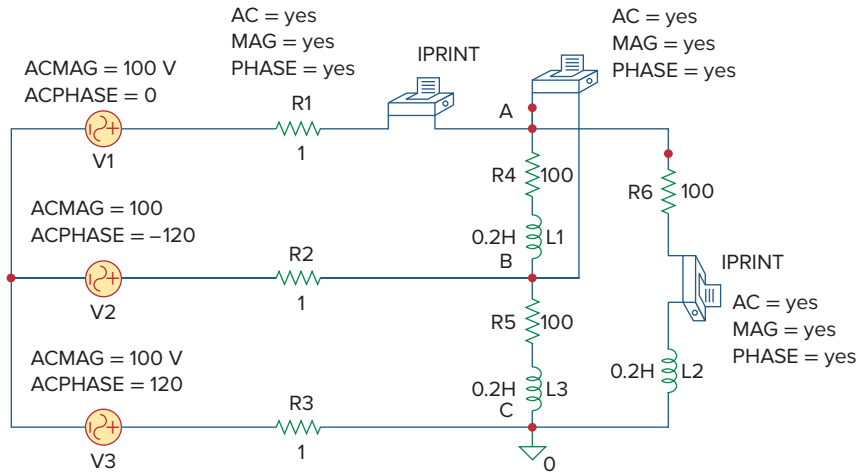 AC = yes
MAG = yes
PHASE = yes
IPRINT
AC = yes
MAG = yes
PHASE = yes
ACMAG = 100 V
ACPHASE = 0
V1
R1
1
A
R4
100
0.2H
L1
B
R6
100
IPRINT
AC = yes
MAG = yes
PHASE = yes
ACMAG = 100
ACPHASE = –120
V2
R2
1
R5
100
0.2H
L3
C
0.2H
L2
ACMAG = 100 V
ACPHASE = 120
V3
R3
1
0